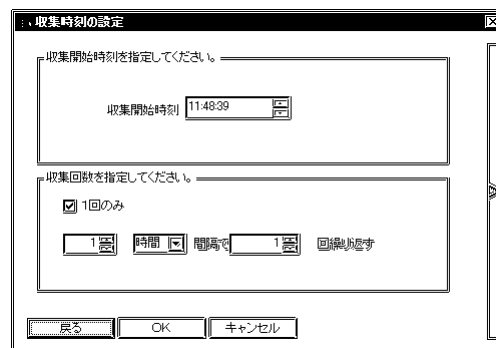 収集時刻の設定
収集開始時刻を指定してください。
収集開始時刻 11:48:39
収集回数を指定してください。
1回のみ
1 時間 間隔で 1 回繰り返す
戻る OK キャンセル